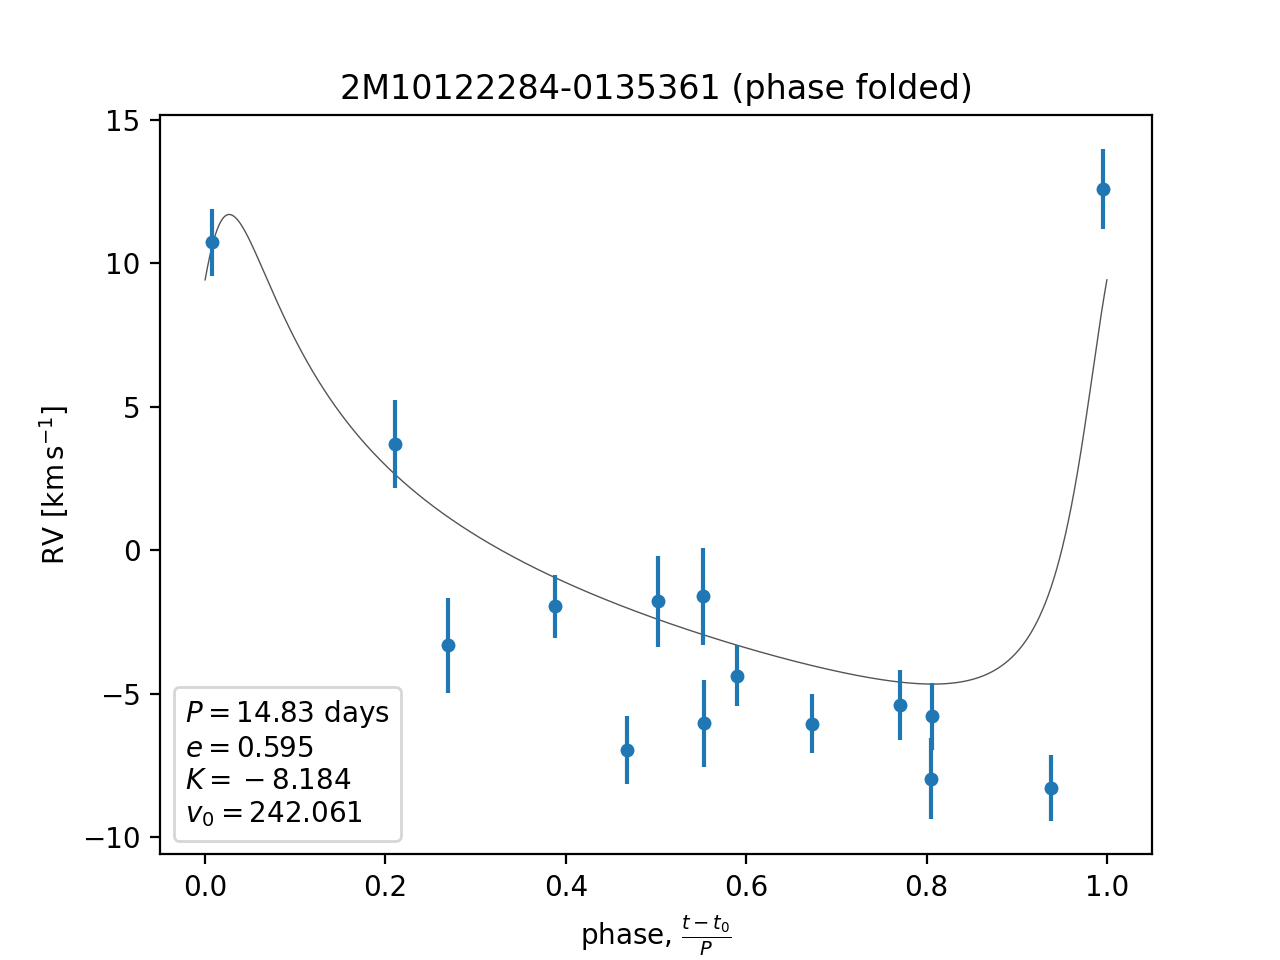 2M10122284-0135361 (phase folded)
15
10
5
0
−5
−10
RV [km s⁻¹]
P = 14.83 days
e = 0.595
K = −8.184
v₀ = 242.061
0.0 0.2 0.4 0.6 0.8 1.0
phase, (t − t₀)/P